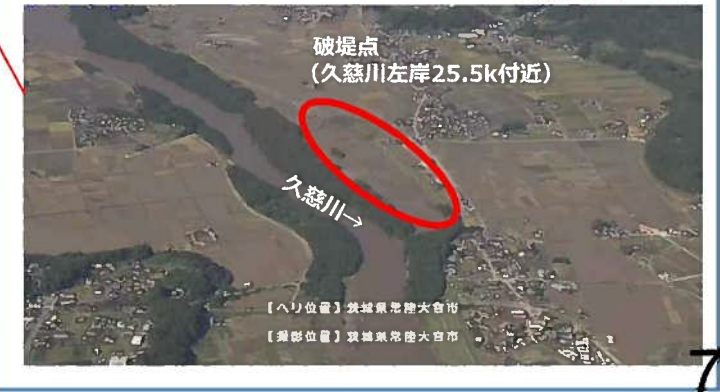 破堤点
(久慈川左岸25.5k付近)
久慈川→
【ヘリ位置】茨城県常陸大宮市
【撮影位置】茨城県常陸大宮市
7